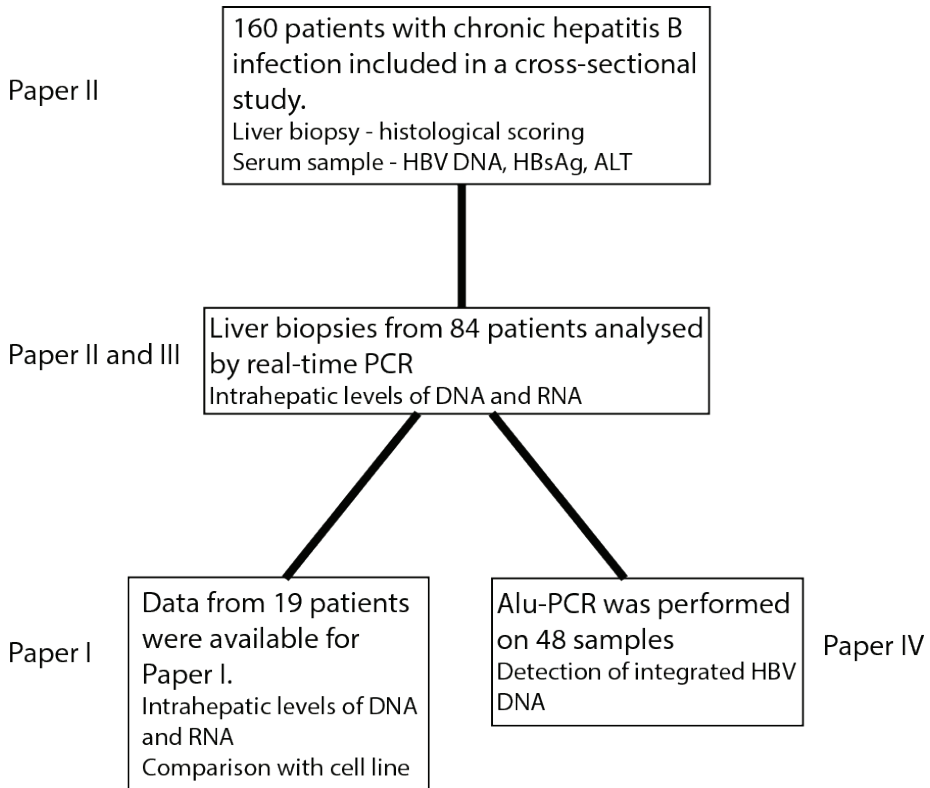 Paper II
160 patients with chronic hepatitis B
infection included in a cross-sectional
study.
Liver biopsy - histological scoring
Serum sample - HBV DNA, HBsAg, ALT
Paper II and III
Liver biopsies from 84 patients analysed
by real-time PCR
Intrahepatic levels of DNA and RNA
Paper I
Data from 19 patients
were available for
Paper I.
Intrahepatic levels of DNA
and RNA
Comparison with cell line
Alu-PCR was performed
on 48 samples
Detection of integrated HBV
DNA
Paper IV